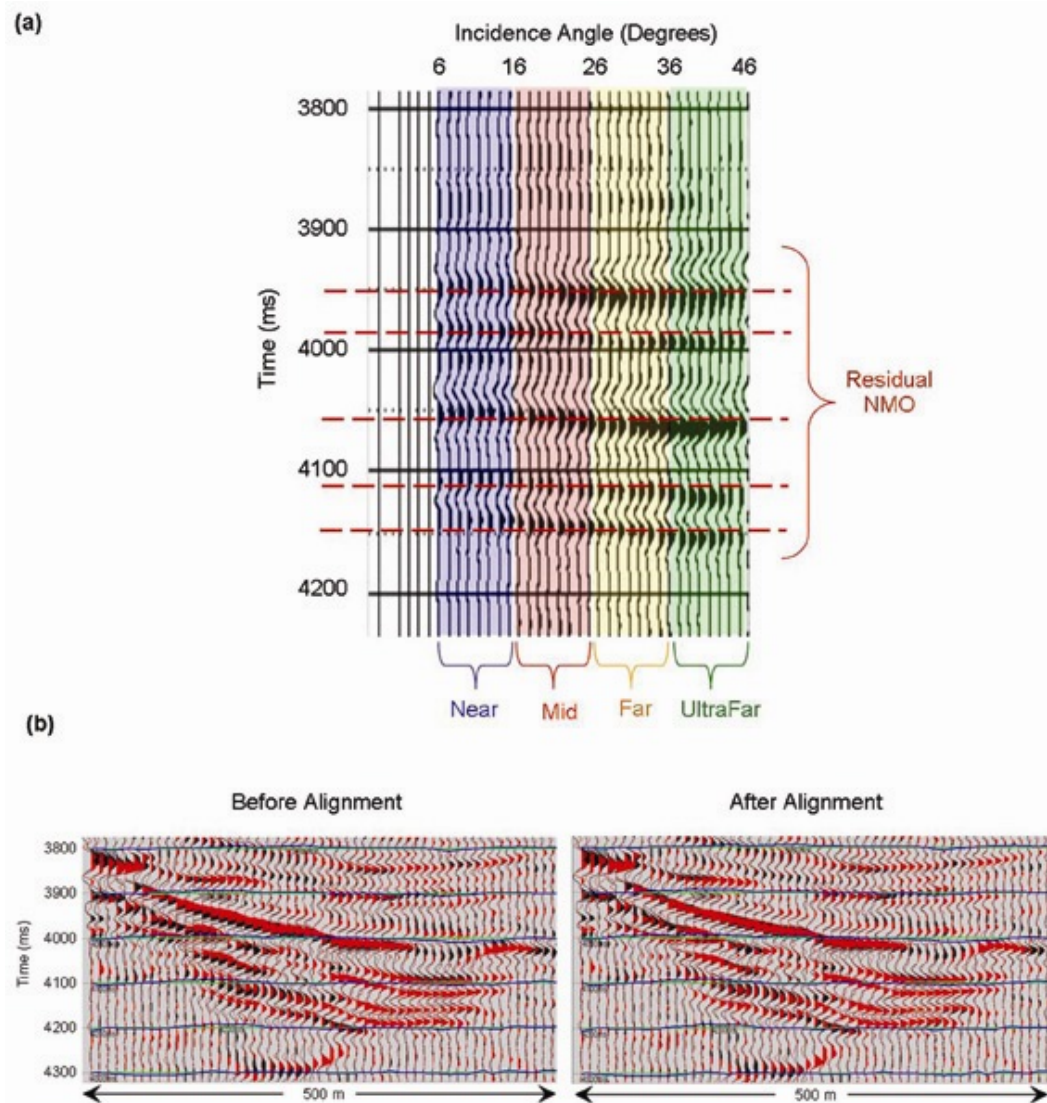 (a)
Incidence Angle (Degrees)
6 16 26 36 46
3800
3900
4000
4100
4200
Time (ms)
Residual
NMO
Near Mid Far UltraFar
(b)
Before Alignment After Alignment
3800
3900
4000
4100
4200
4300
Time (ms)
500 m 500 m